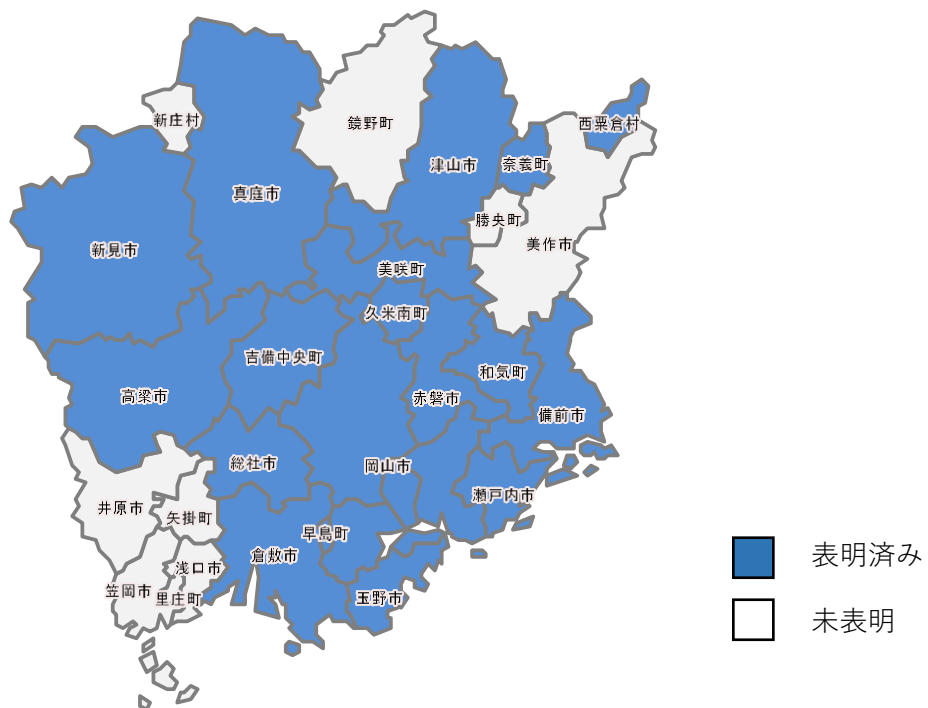 新庄村
鏡野町
西粟倉村
奈義町
津山市
真庭市
勝央町
美作市
新見市
美咲町
久米南町
吉備中央町
和気町
高梁市
赤磐市
備前市
総社市
岡山市
瀬戸内市
井原市
矢掛町
早島町
倉敷市
浅口市
笠岡市
里庄町
玉野市
表明済み
未表明